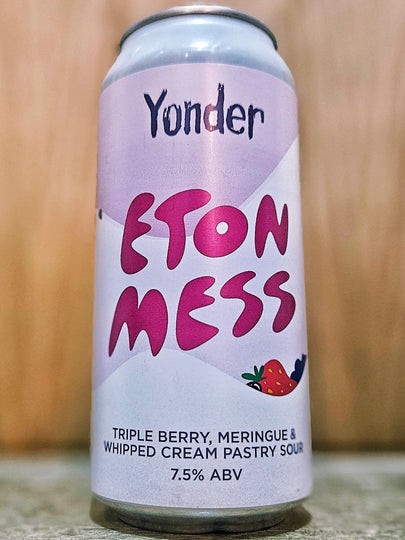 Yonder
ETON
MESS
TRIPLE BERRY, MERINGUE &
WHIPPED CREAM PASTRY SOUR
7.5% ABV